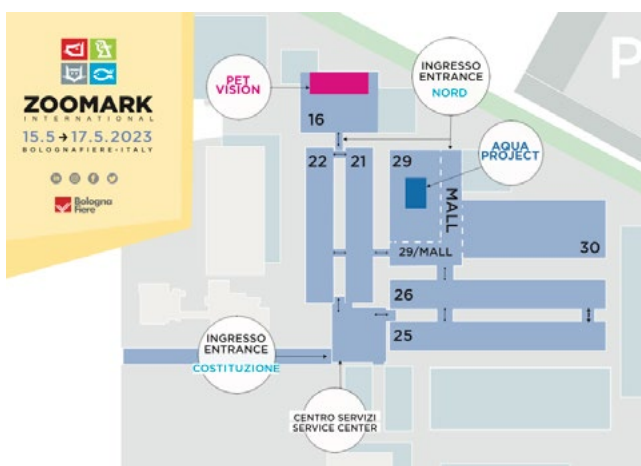 ZOOMARK
INTERNATIONAL
15.5 → 17.5.2023
BOLOGNAFIERE • ITALY
Bologna
Fiere
PET
VISION
16
INGRESSO
ENTRANCE
NORD
P
22
21
29
AQUA
PROJECT
MALL
29/MALL
30
26
25
INGRESSO
ENTRANCE
COSTITUZIONE
CENTRO SERVIZI
SERVICE CENTER